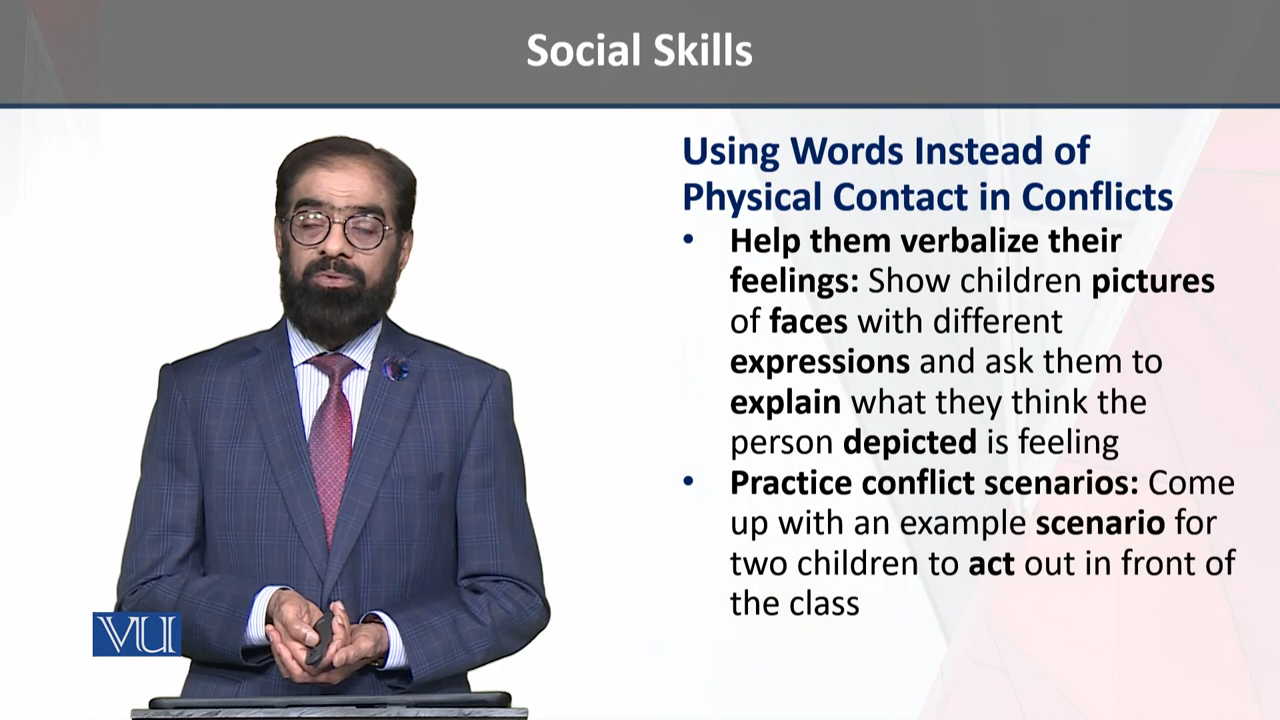 Social Skills
Using Words Instead of
Physical Contact in Conflicts
• Help them verbalize their
feelings: Show children pictures
of faces with different
expressions and ask them to
explain what they think the
person depicted is feeling
• Practice conflict scenarios: Come
up with an example scenario for
two children to act out in front of
the class
VU